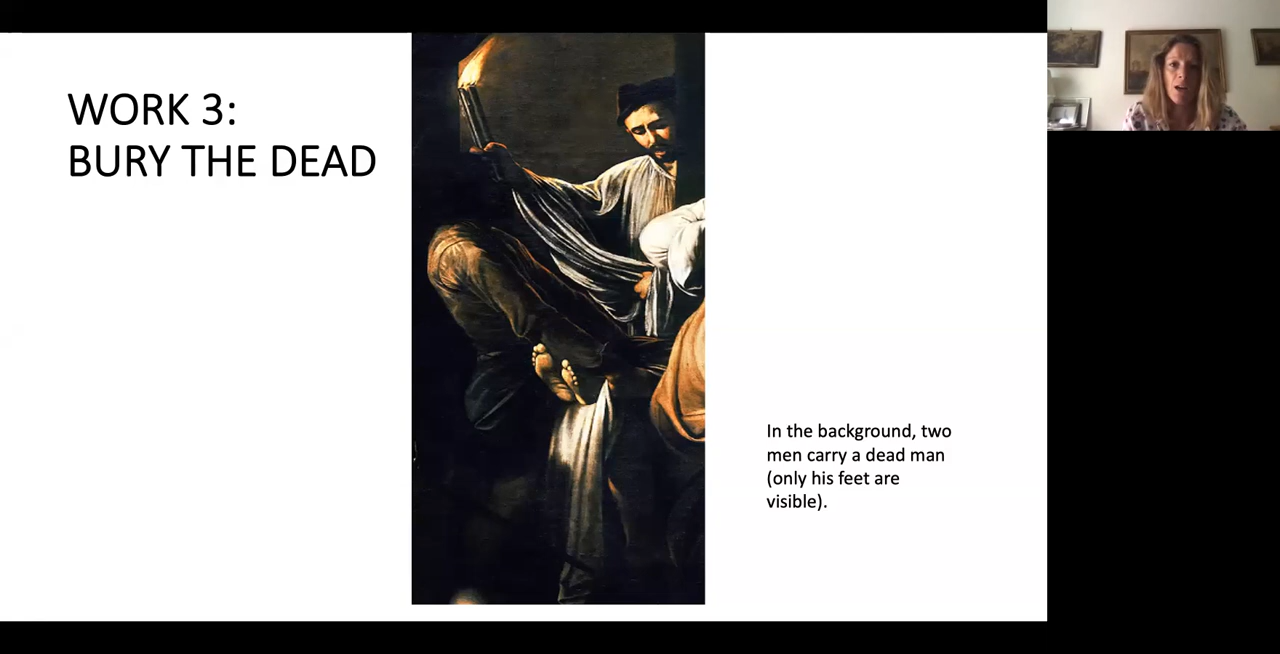 WORK 3:
BURY THE DEAD
In the background, two
men carry a dead man
(only his feet are
visible).